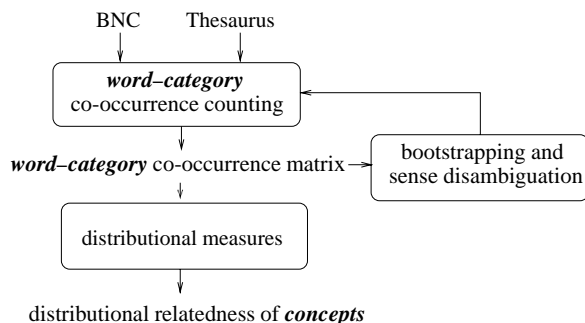 BNC Thesaurus
word–category
co-occurrence counting
word–category co-occurrence matrix
bootstrapping and
sense disambiguation
distributional measures
distributional relatedness of concepts